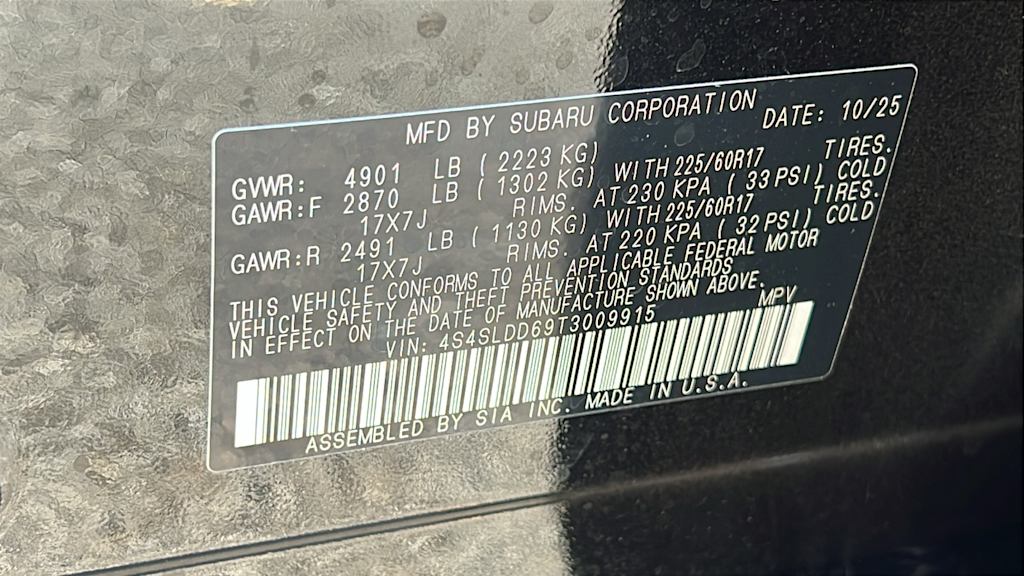 MFD BY SUBARU CORPORATION DATE: 10/25
GVWR: 4901 LB ( 2223 KG)
GAWR:F 2870 LB ( 1302 KG) WITH 225/60R17 TIRES.
17X7J RIMS. AT 230 KPA ( 33 PSI) COLD
GAWR:R 2491 LB ( 1130 KG) WITH 225/60R17 TIRES.
17X7J RIMS. AT 220 KPA ( 32 PSI) COLD
THIS VEHICLE CONFORMS TO ALL APPLICABLE FEDERAL MOTOR
VEHICLE SAFETY AND THEFT PREVENTION STANDARDS
IN EFFECT ON THE DATE OF MANUFACTURE SHOWN ABOVE.
VIN: 4S4SLDD69T3009915 MPV
ASSEMBLED BY SIA INC. MADE IN U.S.A.